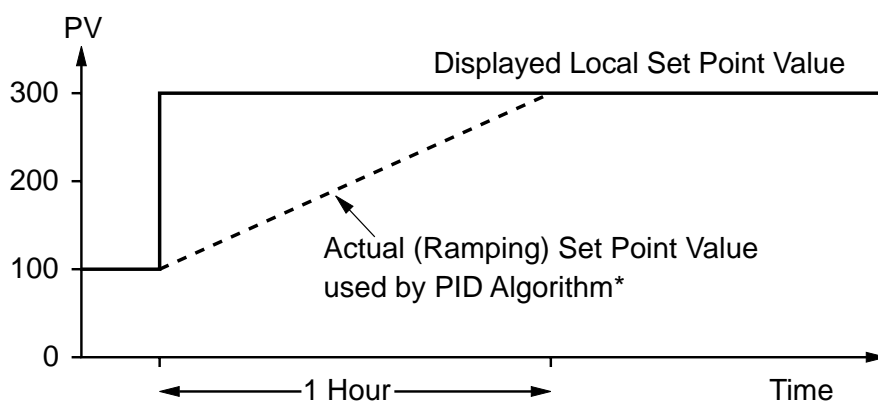 PV
Displayed Local Set Point Value
300
200
Actual (Ramping) Set Point Value
used by PID Algorithm*
100
0
1 Hour
Time